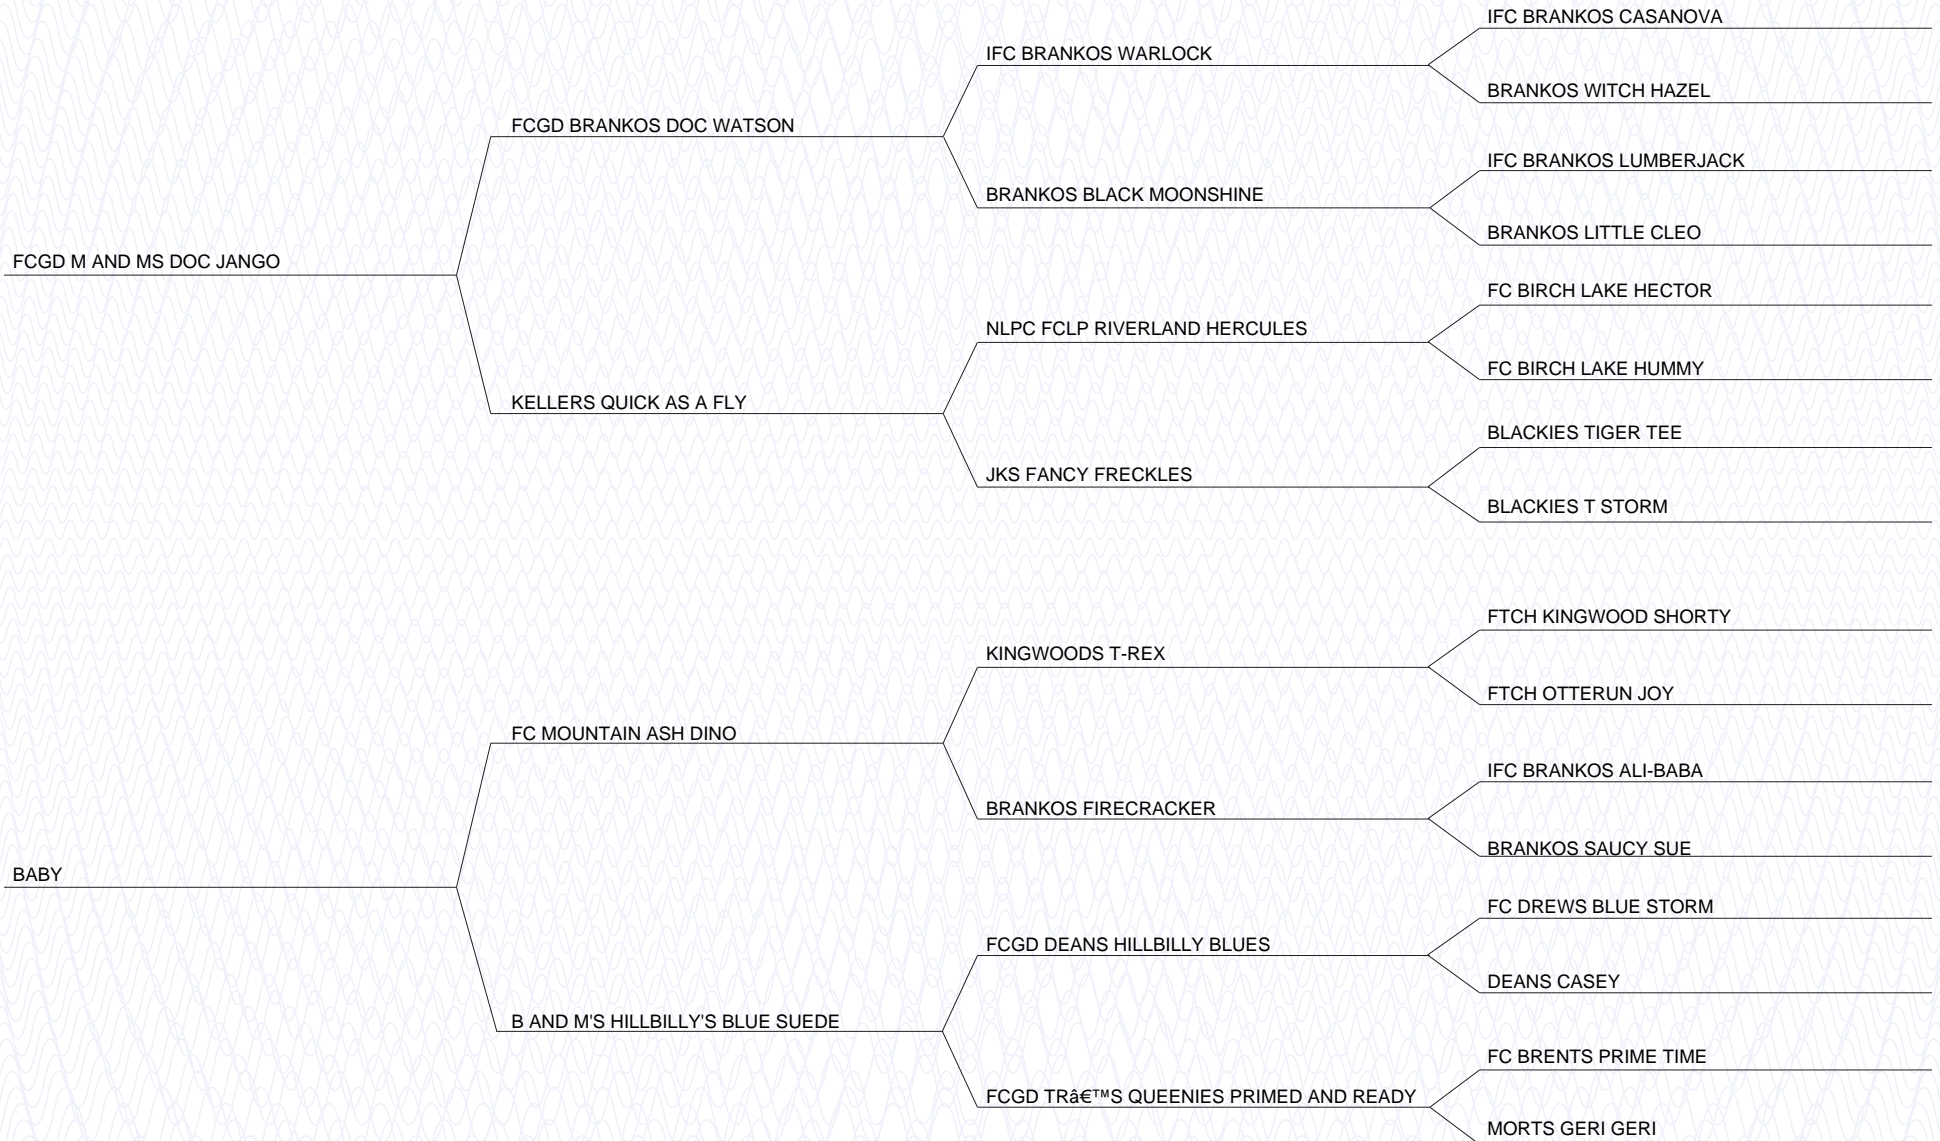 IFC BRANKOS CASANOVA
IFC BRANKOS WARLOCK
BRANKOS WITCH HAZEL
FCGD BRANKOS DOC WATSON
IFC BRANKOS LUMBERJACK
BRANKOS BLACK MOONSHINE
BRANKOS LITTLE CLEO
FCGD M AND MS DOC JANGO
FC BIRCH LAKE HECTOR
NLPC FCLP RIVERLAND HERCULES
FC BIRCH LAKE HUMMY
KELLERS QUICK AS A FLY
BLACKIES TIGER TEE
JKS FANCY FRECKLES
BLACKIES T STORM
FTCH KINGWOOD SHORTY
KINGWOODS T-REX
FTCH OTTERUN JOY
FC MOUNTAIN ASH DINO
IFC BRANKOS ALI-BABA
BRANKOS FIRECRACKER
BRANKOS SAUCY SUE
BABY
FC DREWS BLUE STORM
FCGD DEANS HILLBILLY BLUES
DEANS CASEY
B AND M'S HILLBILLY'S BLUE SUEDE
FC BRENTS PRIME TIME
FCGD TRâ€™S QUEENIES PRIMED AND READY
MORTS GERI GERI